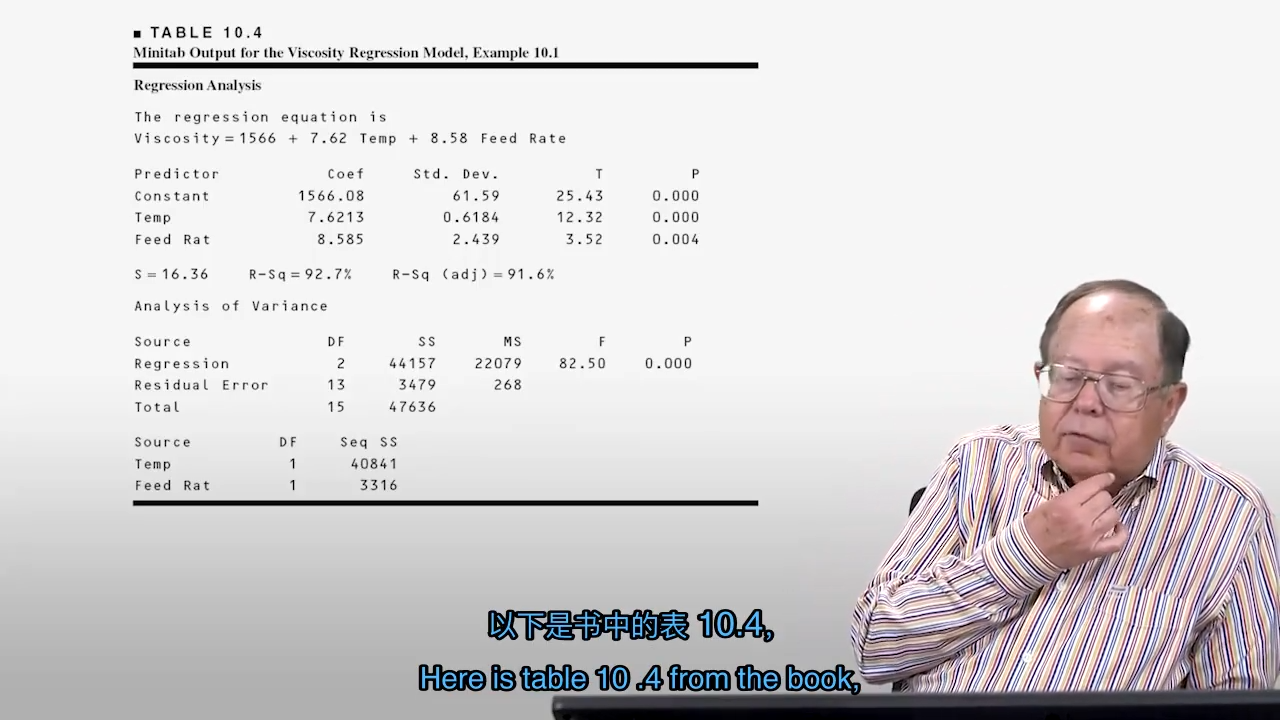 ■ TABLE 10.4
Minitab Output for the Viscosity Regression Model, Example 10.1
Regression Analysis
The regression equation is
Viscosity = 1566 + 7.62 Temp + 8.58 Feed Rate
Predictor Coef Std. Dev. T P
Constant 1566.08 61.59 25.43 0.000
Temp 7.6213 0.6184 12.32 0.000
Feed Rat 8.585 2.439 3.52 0.004
S = 16.36 R-Sq = 92.7% R-Sq (adj) = 91.6%
Analysis of Variance
Source DF SS MS F P
Regression 2 44157 22079 82.50 0.000
Residual Error 13 3479 268
Total 15 47636
Source DF Seq SS
Temp 1 40841
Feed Rat 1 3316
以下是书中的表 10.4,
Here is table 10 .4 from the book,